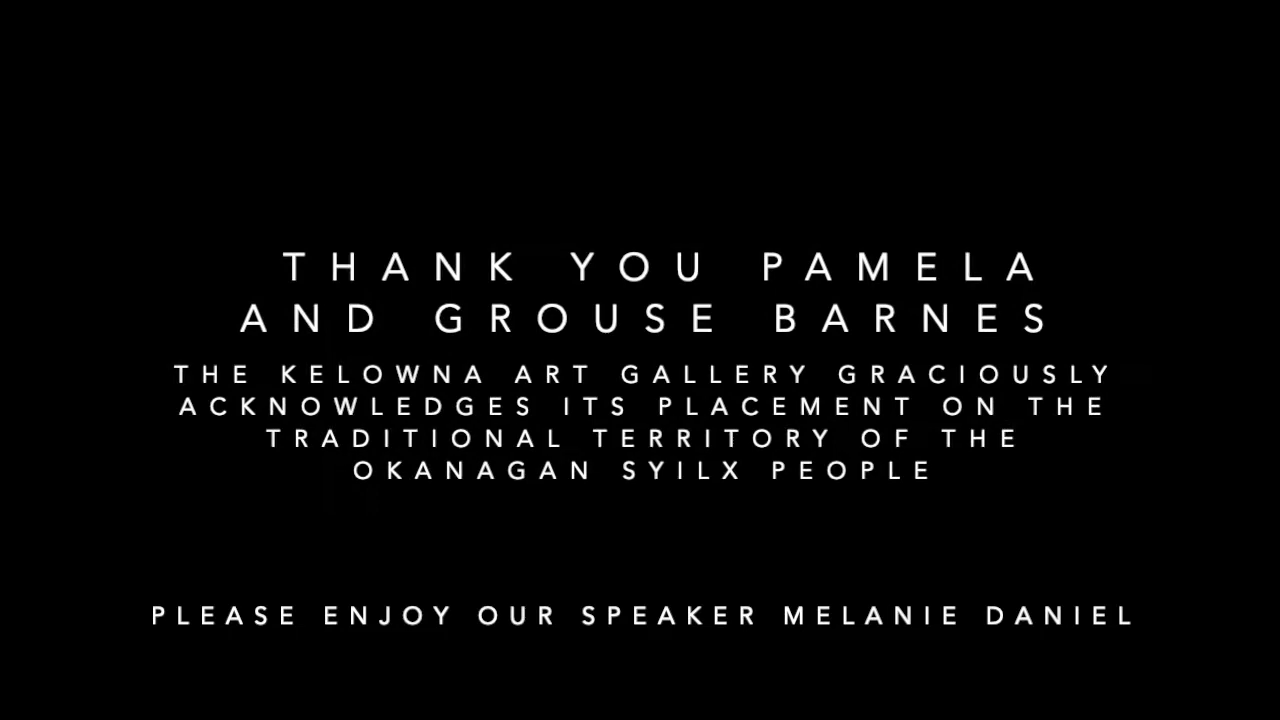 THANK YOU PAMELA
AND GROUSE BARNES
THE KELOWNA ART GALLERY GRACIOUSLY
ACKNOWLEDGES ITS PLACEMENT ON THE
TRADITIONAL TERRITORY OF THE
OKANAGAN SYILX PEOPLE
PLEASE ENJOY OUR SPEAKER MELANIE DANIEL